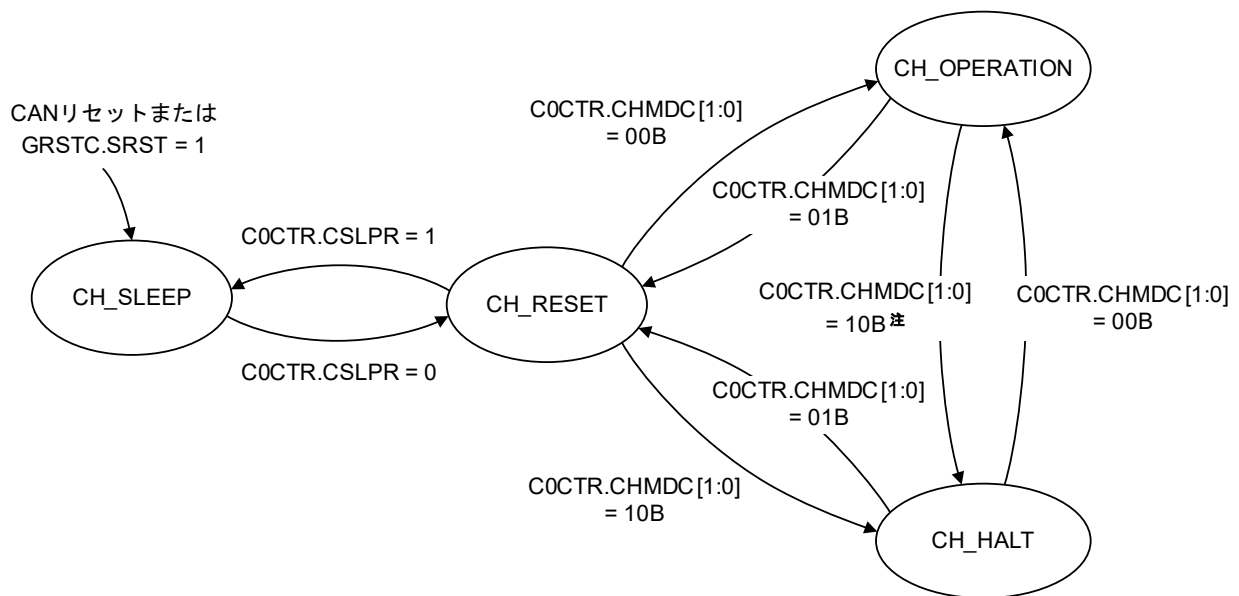 CH_OPERATION
CANリセットまたは
GRSTC.SRST = 1
C0CTR.CHMDC[1:0]
= 00B
C0CTR.CHMDC[1:0]
= 01B
C0CTR.CSLPR = 1
CH_SLEEP
CH_RESET
C0CTR.CHMDC[1:0]
= 10B注
C0CTR.CHMDC[1:0]
= 00B
C0CTR.CSLPR = 0
C0CTR.CHMDC[1:0]
= 01B
C0CTR.CHMDC[1:0]
= 10B
CH_HALT